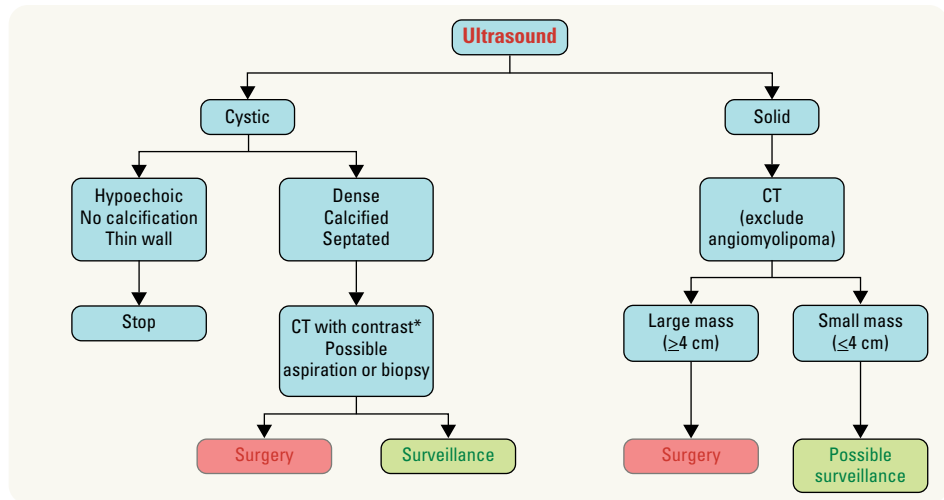 Ultrasound
Cystic
Solid
Hypoechoic
No calcification
Thin wall
Dense
Calcified
Septated
CT
(exclude
angiomyolipoma)
Stop
CT with contrast*
Possible
aspiration or biopsy
Large mass
(≥4 cm)
Small mass
(≤4 cm)
Surgery
Surveillance
Surgery
Possible
surveillance